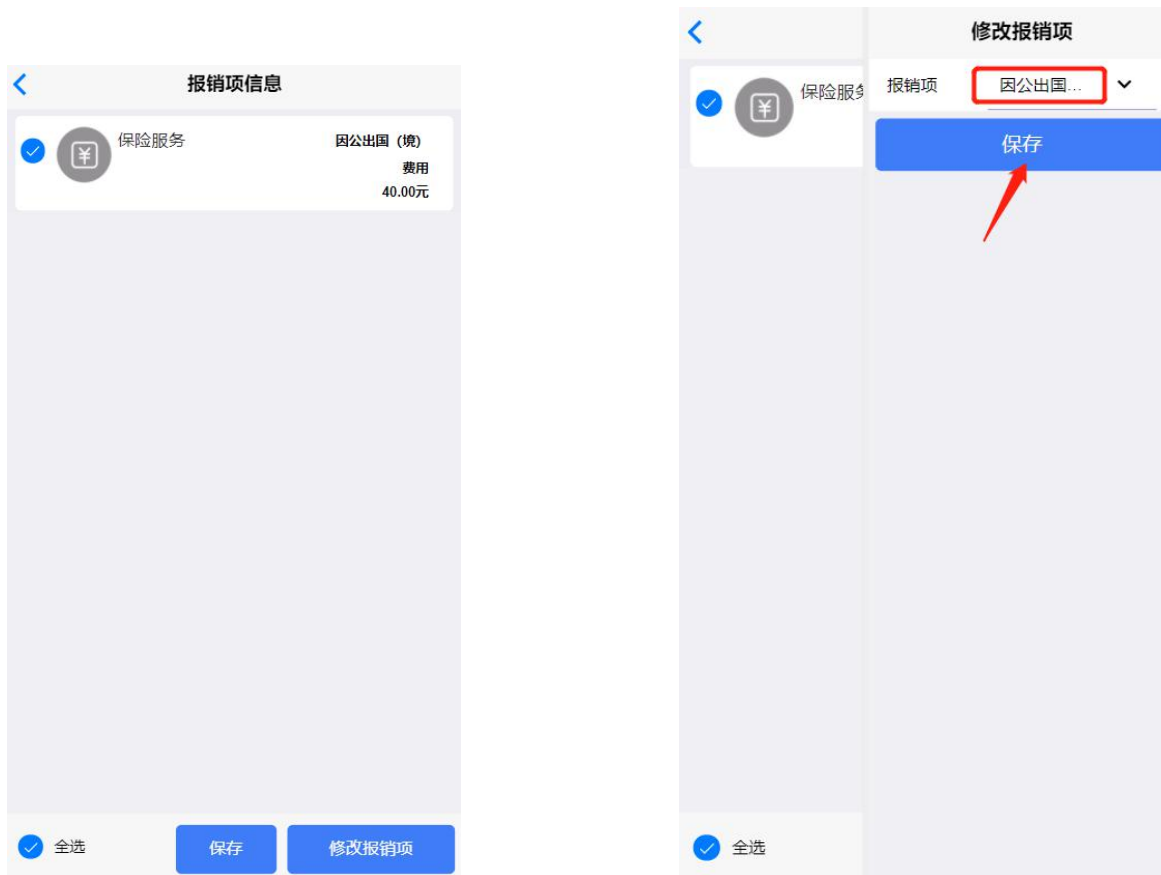 报销项信息
保险服务
因公出国（境）
费用
40.00元
全选
保存
修改报销项
修改报销项
保险服务
报销项
因公出国...
保存
全选